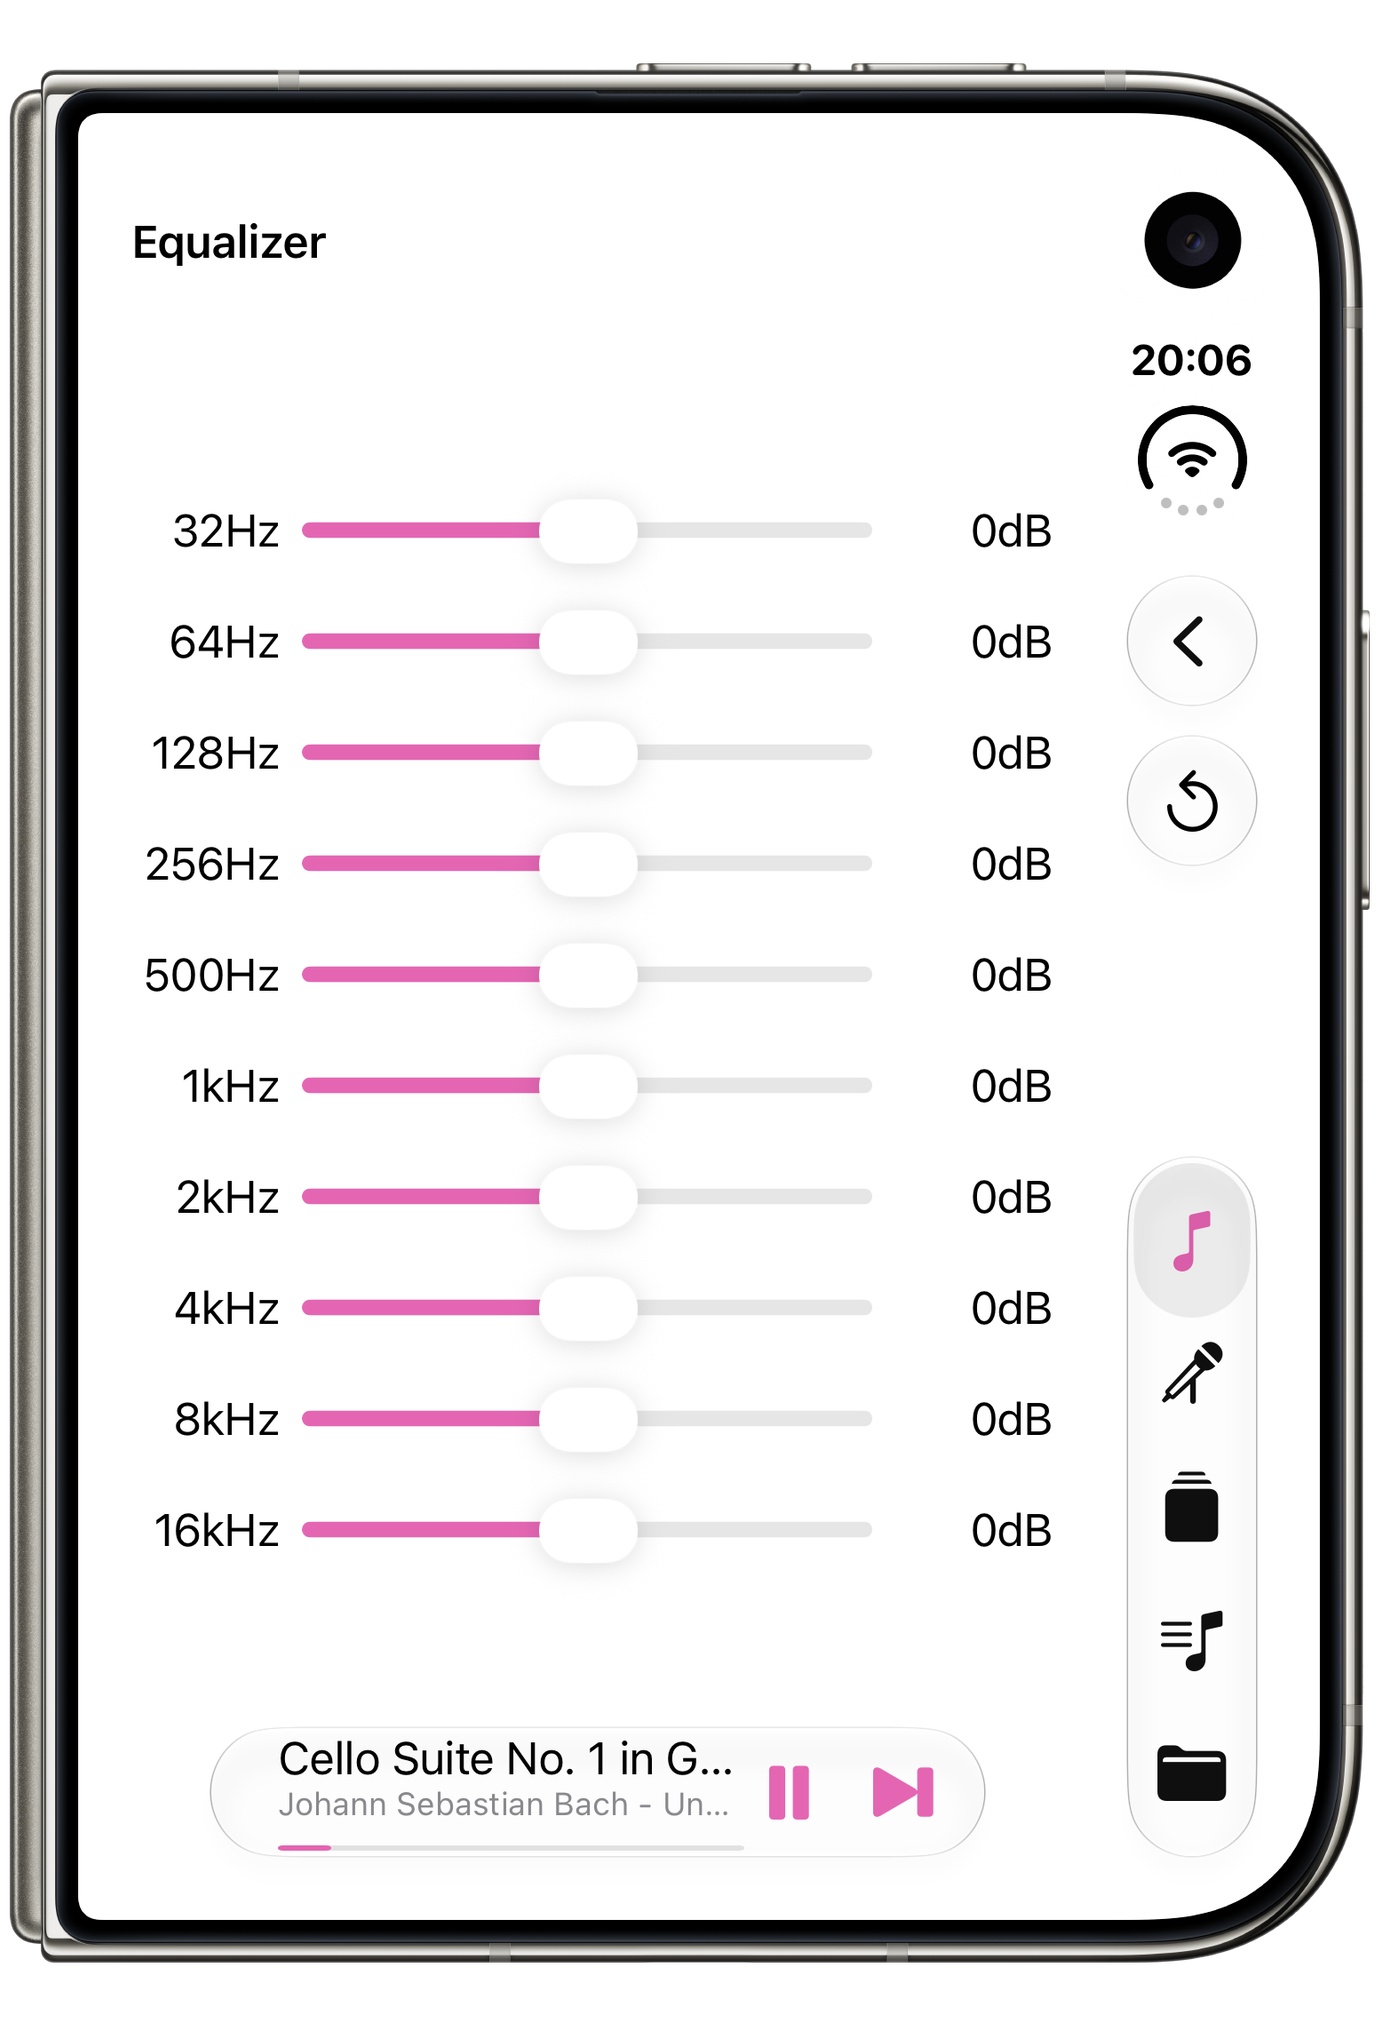 Equalizer
20:06
32Hz 0dB
64Hz 0dB
128Hz 0dB
256Hz 0dB
500Hz 0dB
1kHz 0dB
2kHz 0dB
4kHz 0dB
8kHz 0dB
16kHz 0dB
Cello Suite No. 1 in G...
Johann Sebastian Bach - Un...